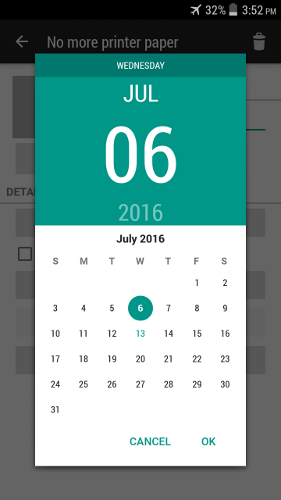 32% 3:52 PM
No more printer paper
WEDNESDAY
JUL
06
2016
DETA
July 2016
S M T W T F S
1 2
3 4 5 6 7 8 9
10 11 12 13 14 15 16
17 18 19 20 21 22 23
24 25 26 27 28 29 30
31
CANCEL OK